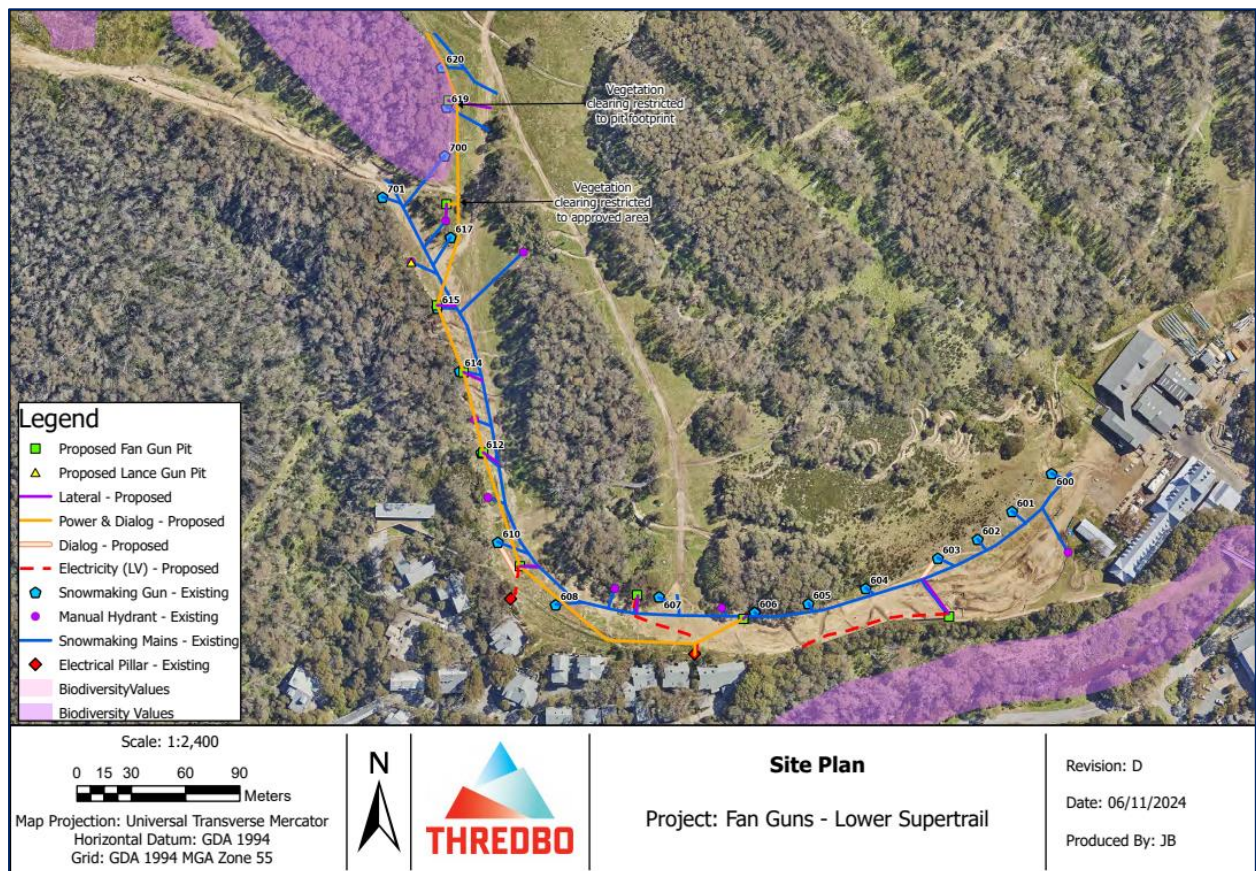 620
619
Vegetation
clearing restricted
to pit footprint
700
701
Vegetation
clearing restricted
to approved area
617
615
614
612
610
608
607
606
605
604
603
602
601
600
Legend
Proposed Fan Gun Pit
Proposed Lance Gun Pit
Lateral - Proposed
Power & Dialog - Proposed
Dialog - Proposed
Electricity (LV) - Proposed
Snowmaking Gun - Existing
Manual Hydrant - Existing
Snowmaking Mains - Existing
Electrical Pillar - Existing
BiodiversityValues
Biodiversity Values
Scale: 1:2,400
0 15 30 60 90
Meters
Map Projection: Universal Transverse Mercator
Horizontal Datum: GDA 1994
Grid: GDA 1994 MGA Zone 55
N
THREDBO
Site Plan
Project: Fan Guns - Lower Supertrail
Revision: D
Date: 06/11/2024
Produced By: JB